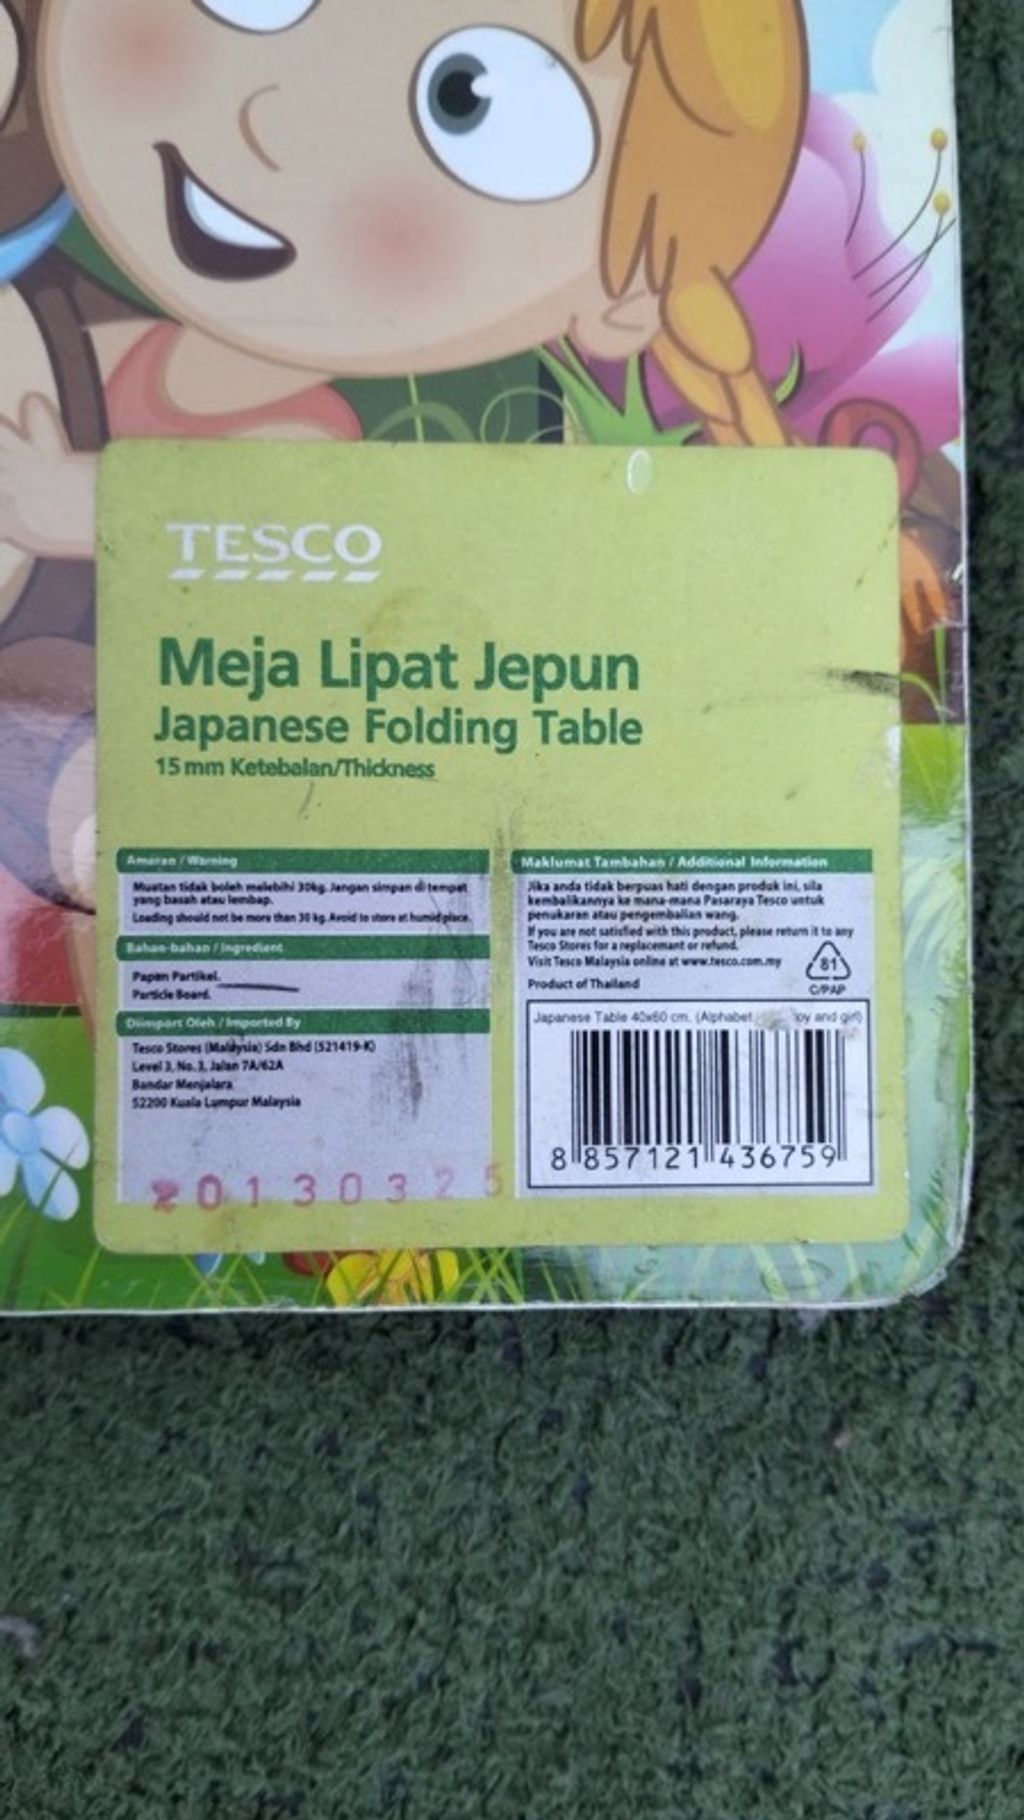 TESCO
Meja Lipat Jepun
Japanese Folding Table
15 mm Ketebalan/Thickness
Amaran / Warning
Muatan tidak boleh melebihi 30kg. Jangan simpan di tempat
yang basah atau lembap.
Loading should not be more than 30 kg. Avoid to store at humid place.
Bahan-bahan / Ingredient
Papan Partikel.
Particle Board.
Diimport Oleh / Imported By
Tesco Stores (Malaysia) Sdn Bhd (521419-K)
Level 3, No. 3, Jalan 7A/62A
Bandar Menjalara
52200 Kuala Lumpur Malaysia
20130325
Maklumat Tambahan / Additional Information
Jika anda tidak berpuas hati dengan produk ini, sila
kembalikannya ke mana-mana Pasaraya Tesco untuk
penukaran atau pengembalian wang.
If you are not satisfied with this product, please return it to any
Tesco Stores for a replacement or refund.
Visit Tesco Malaysia online at www.tesco.com.my
Product of Thailand
81
C/PAP
Japanese Table 40x60 cm. (Alphabet and girl)
8 857121 436759